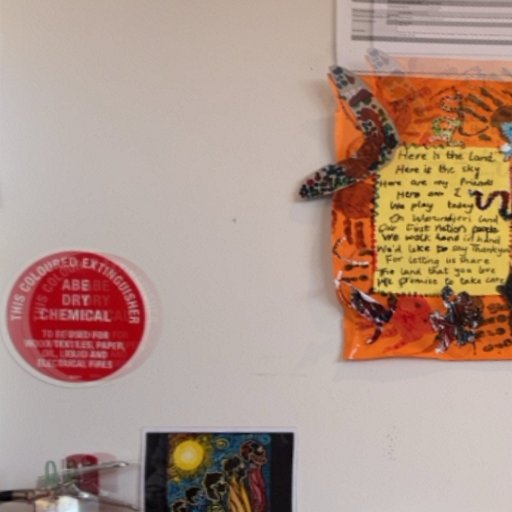 THIS COLOURED EXTINGUISHER
ABE
DRY
CHEMICAL
TO BE USED FOR
WOOD TEXTILES, PAPER,
OIL, LIQUID AND
ELECTRICAL FIRES
Here is the Land
Here is the sky
Here are my Friends
Here am I
We play today
On Wurundjeri land
Our First nation people
We walk hand in hand
We'd like to say Thankyou
For letting us share
The land that you love
We promise to take care